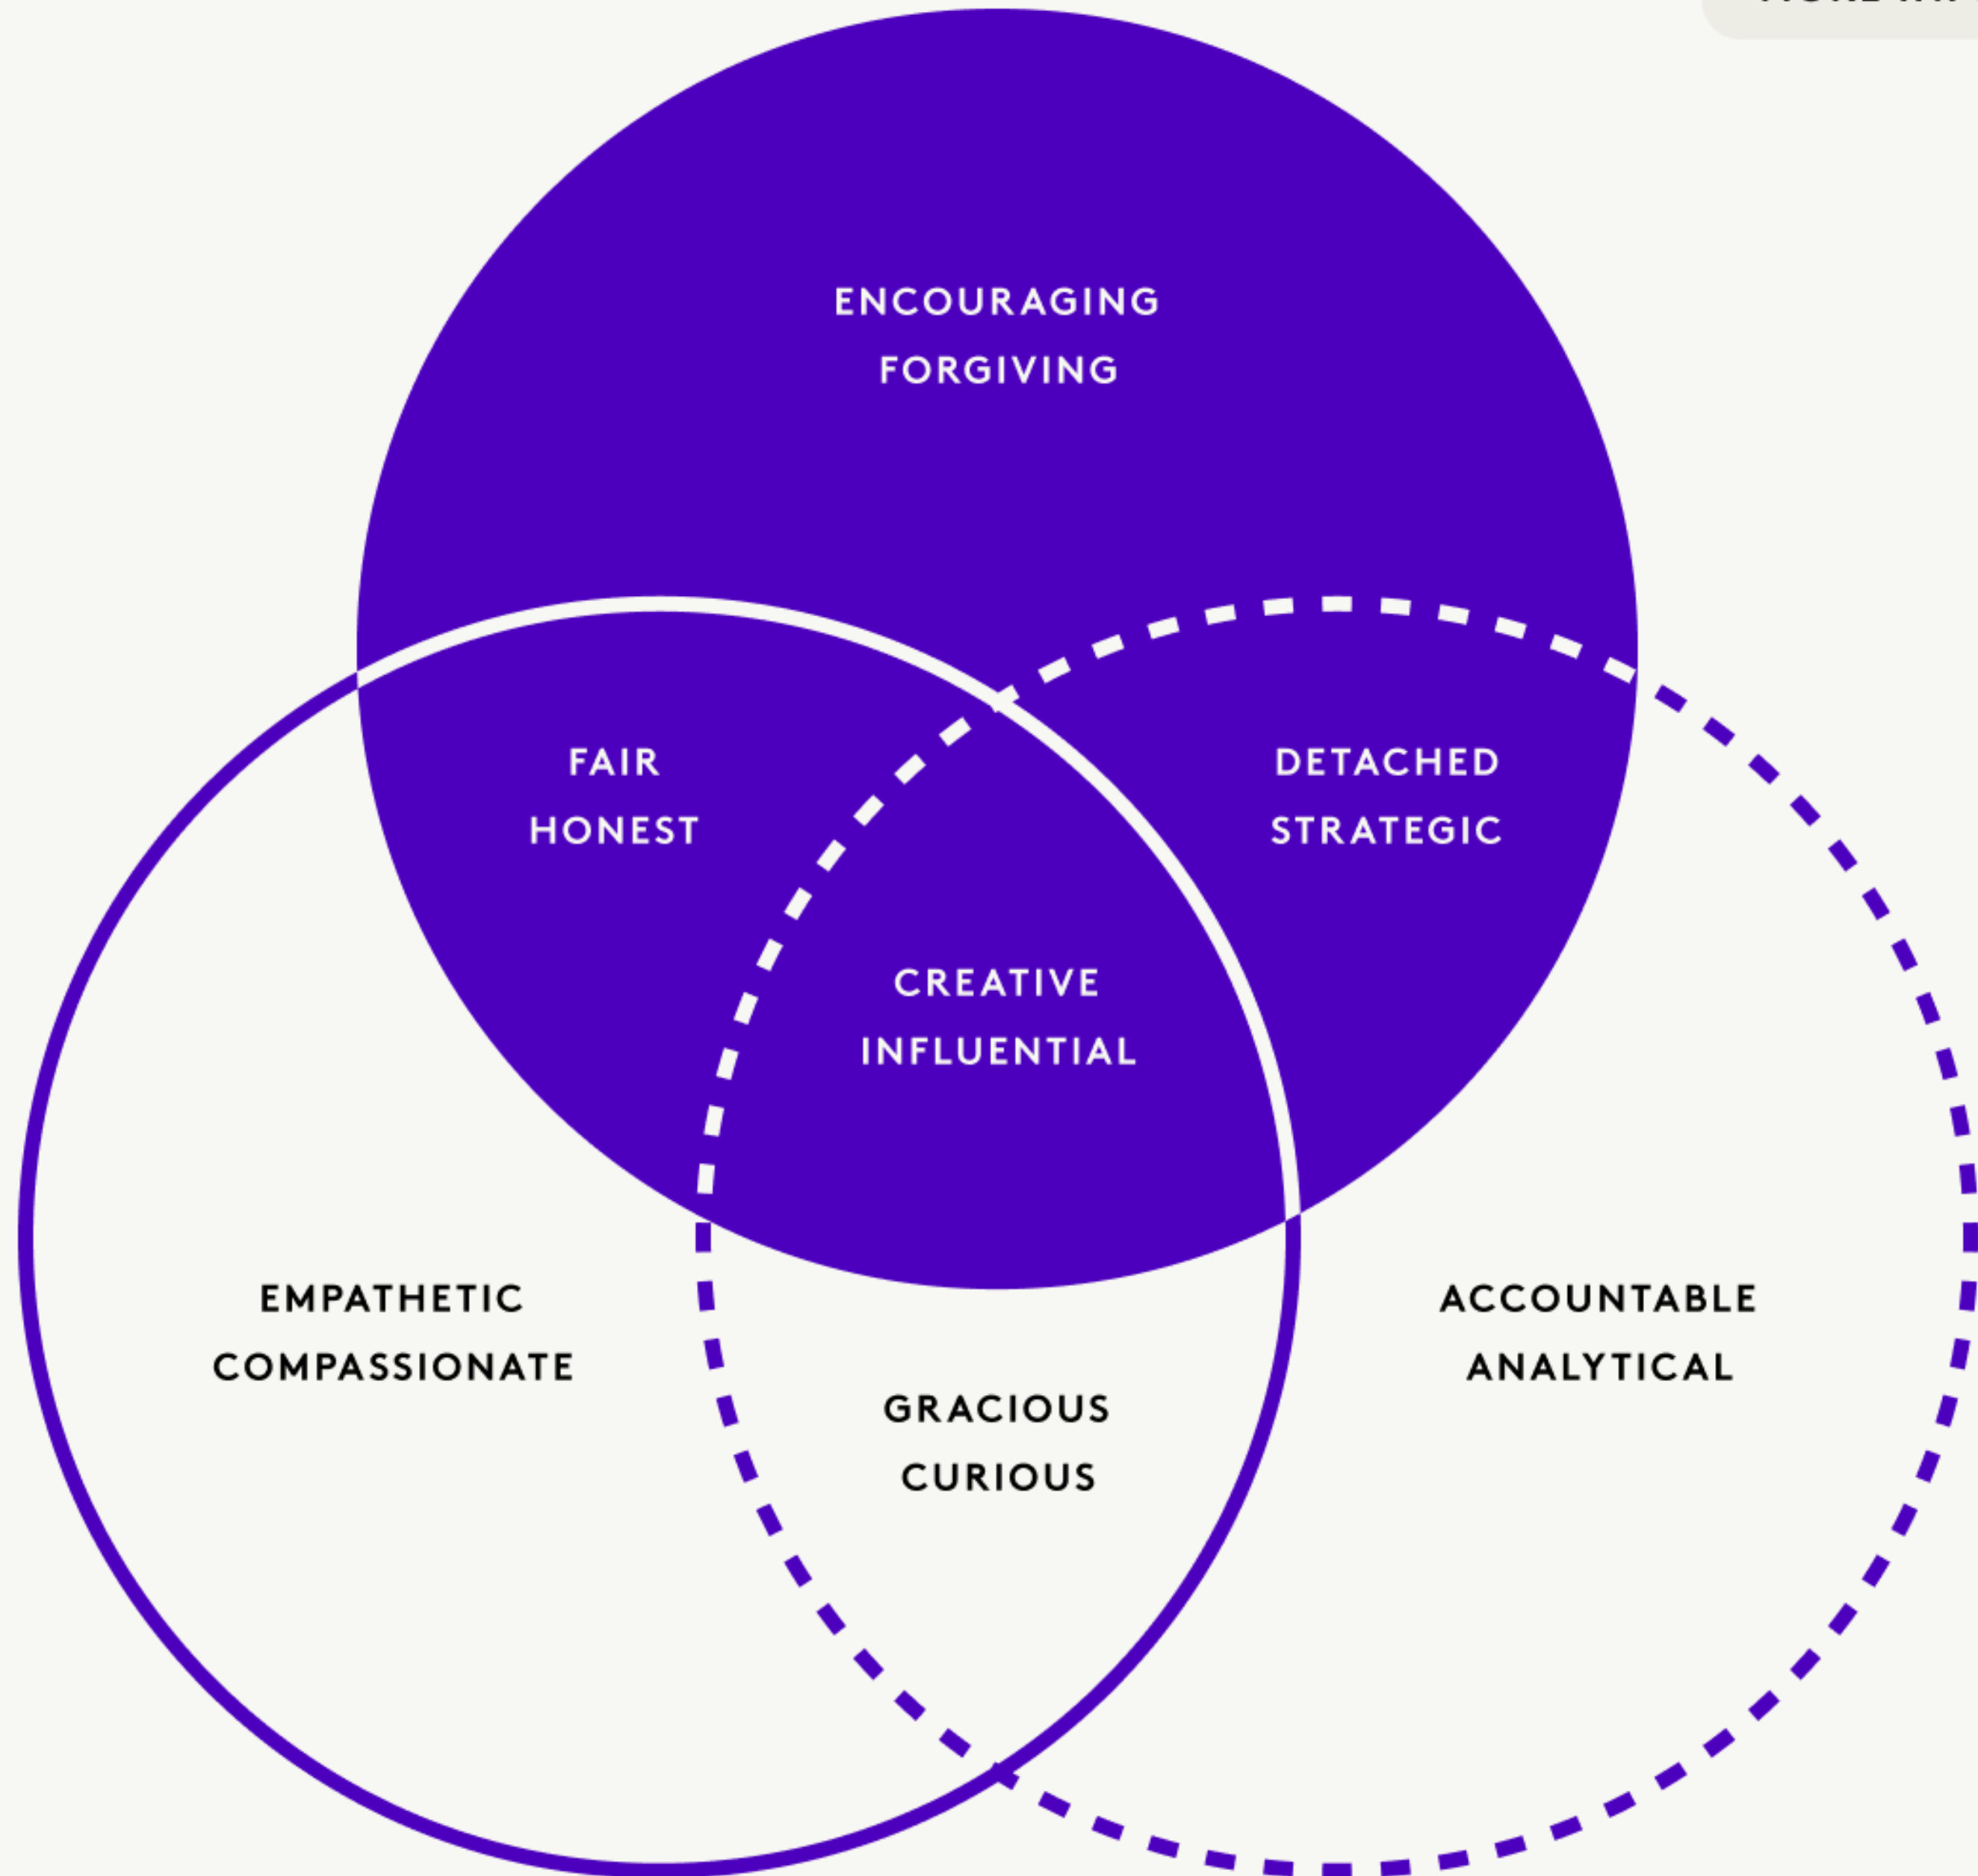 ENCOURAGING
FORGIVING
FAIR
HONEST
DETACHED
STRATEGIC
CREATIVE
INFLUENTIAL
EMPATHETIC
COMPASSIONATE
ACCOUNTABLE
ANALYTICAL
GRACIOUS
CURIOUS